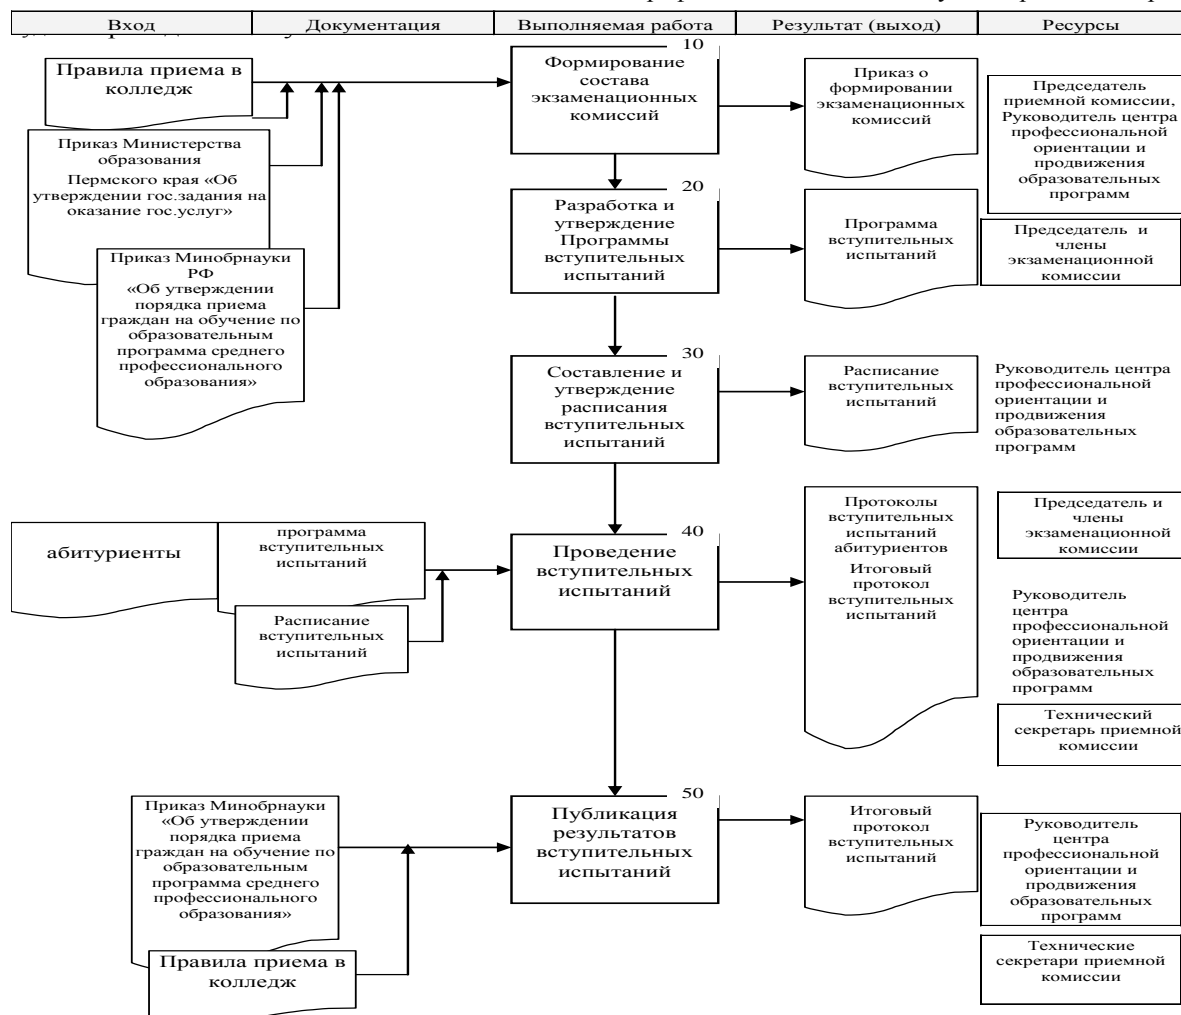 Вход
Документация
Выполняемая работа
Результат (выход)
Ресурсы
10
Правила приема в
колледж
Формирование
состава
экзаменационных
комиссий
Приказ о
формировании
экзаменационных
комиссий
Председатель
приемной комиссии,
Руководитель центра
профессиональной
ориентации и
продвижения
образовательных
программ
Приказ Министерства
образования
Пермского края «Об
утверждении гос.задания на
оказание гос.услуг»
20
Разработка и
утверждение
Программы
вступительных
испытаний
Программа
вступительных
испытаний
Председатель и
члены
экзаменационной
комиссии
Приказ Минобрнауки
РФ
«Об утверждении
порядка приема
граждан на обучение по
образовательным
программа среднего
профессионального
образования»
30
Составление и
утверждение
расписания
вступительных
испытаний
Расписание
вступительных
испытаний
Руководитель центра
профессиональной
ориентации и
продвижения
образовательных
программ
абитуриенты
программа
вступительных
испытаний
Расписание
вступительных
испытаний
40
Проведение
вступительных
испытаний
Протоколы
вступительных
испытаний
абитуриентов
Итоговый
протокол
вступительных
испытаний
Председатель и
члены
экзаменационной
комиссии
Руководитель
центра
профессиональной
ориентации и
продвижения
образовательных
программ
Технический
секретарь приемной
комиссии
Приказ Минобрнауки
«Об утверждении
порядка приема
граждан на обучение по
образовательным
программа среднего
профессионального
образования»
Правила приема в
колледж
50
Публикация
результатов
вступительных
испытаний
Итоговый
протокол
вступительных
испытаний
Руководитель
центра
профессиональной
ориентации и
продвижения
образовательных
программ
Технические
секретари приемной
комиссии